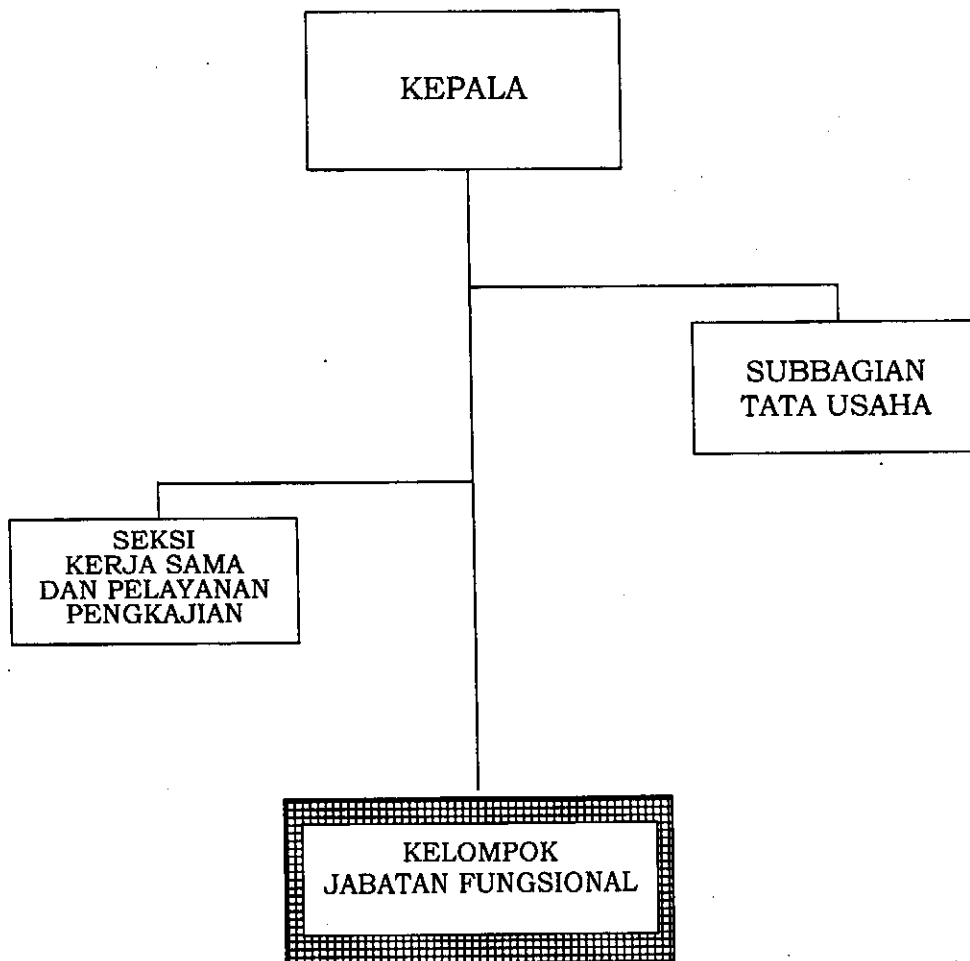 KEPALA
SUBBAGIAN
TATA USAHA
SEKSI
KERJA SAMA
DAN PELAYANAN
PENGKAJIAN
KELOMPOK
JABATAN FUNGSIONAL